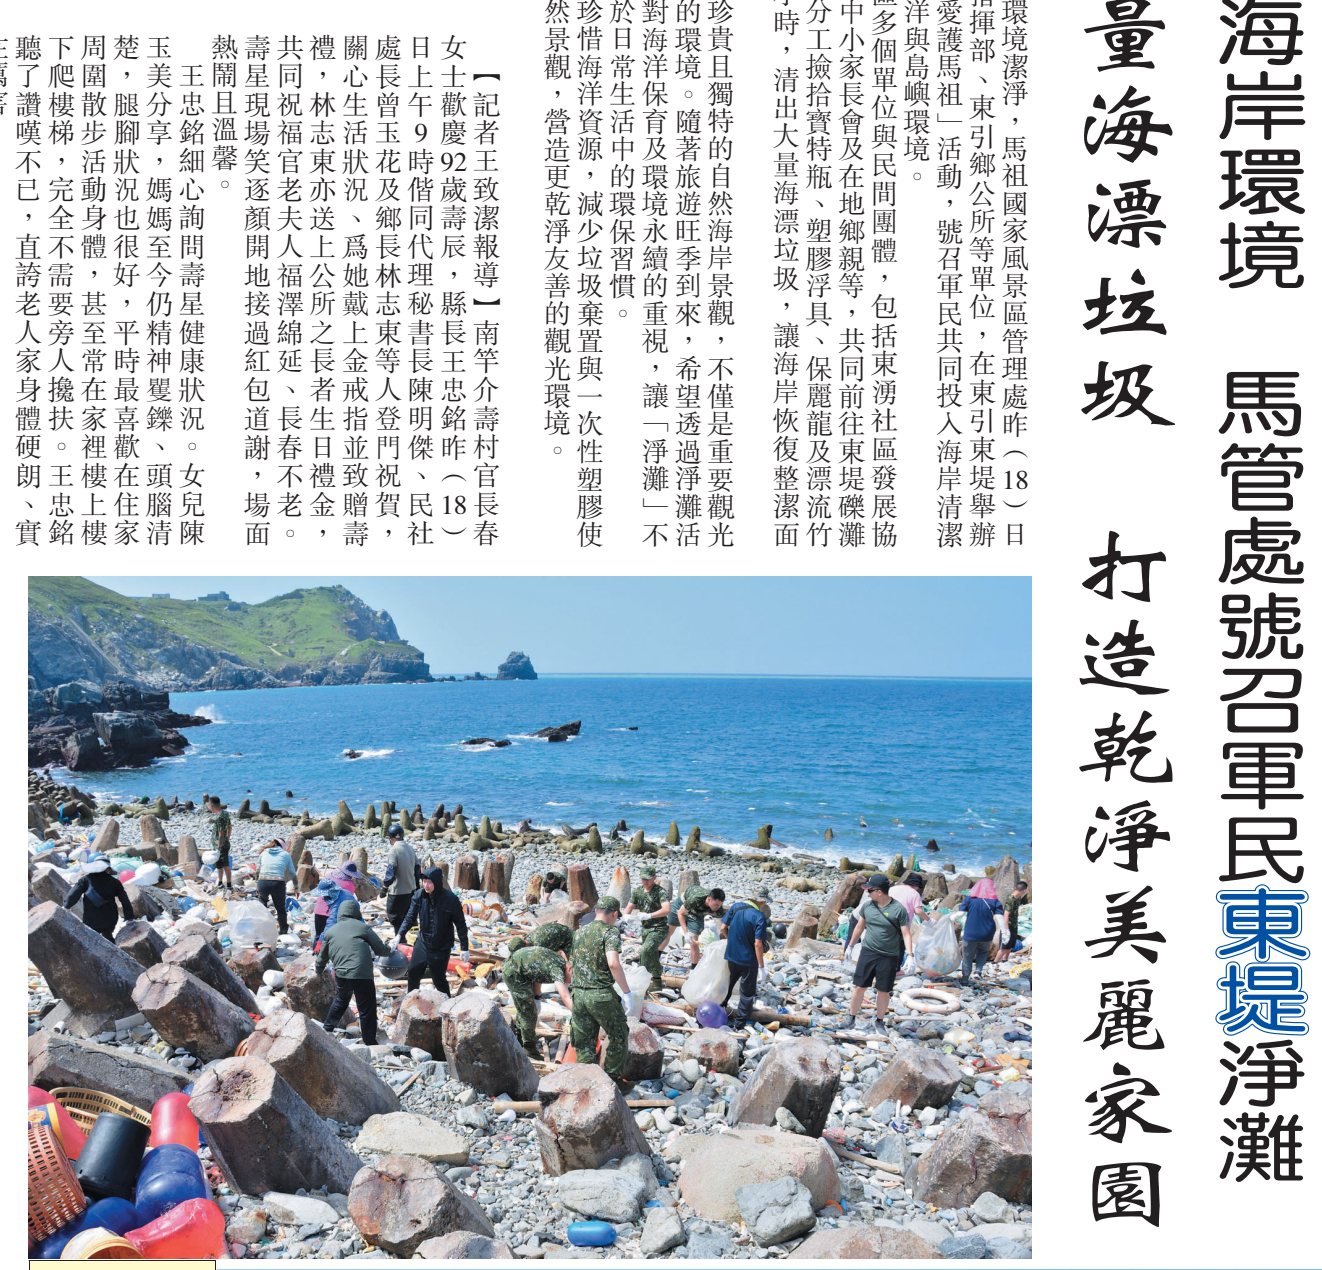 海岸環境　馬管處號召軍民東堤淨灘
量海漂垃圾　打造乾淨美麗家園
環境潔淨，馬祖國家風景區管理處昨（18）日
指揮部、東引鄉公所等單位，在東引東堤舉辦
愛護馬祖」活動，號召軍民共同投入海岸清潔
洋與島嶼環境。
區多個單位與民間團體，包括東湧社區發展協
中小家長會及在地鄉親等，共同前往東堤礫灘
分工撿拾寶特瓶、塑膠浮具、保麗龍及漂流竹
時，清出大量海漂垃圾，讓海岸恢復整潔面
珍貴且獨特的自然海岸景觀，不僅是重要觀光
的環境。隨著旅遊旺季到來，希望透過淨灘活
對海洋保育及環境永續的重視，讓「淨灘」不
於日常生活中的環保習慣。
珍惜海洋資源，減少垃圾棄置與一次性塑膠使
然景觀，營造更乾淨友善的觀光環境。
【記者王致潔報導】南竿介壽村官長春
女士歡慶92歲壽辰，縣長王忠銘昨（18）
日上午9時偕同代理秘書長陳明傑、民社
處長曾玉花及鄉長林志東等人登門祝賀，
關心生活狀況、爲她戴上金戒指並致贈壽
禮，林志東亦送上公所之長者生日禮金，
共同祝福官老夫人福澤綿延、長春不老。
壽星現場笑逐顏開地接過紅包道謝，場面
熱鬧且溫馨。
王忠銘細心詢問壽星健康狀況。女兒陳
玉美分享，媽媽至今仍精神矍鑠、頭腦清
楚，腿腳狀況也很好，平時最喜歡在住家
周圍散步活動身體，甚至常在家裡樓上樓
下爬樓梯，完全不需要旁人攙扶。王忠銘
聽了讚嘆不已，直誇老人家身體硬朗、實